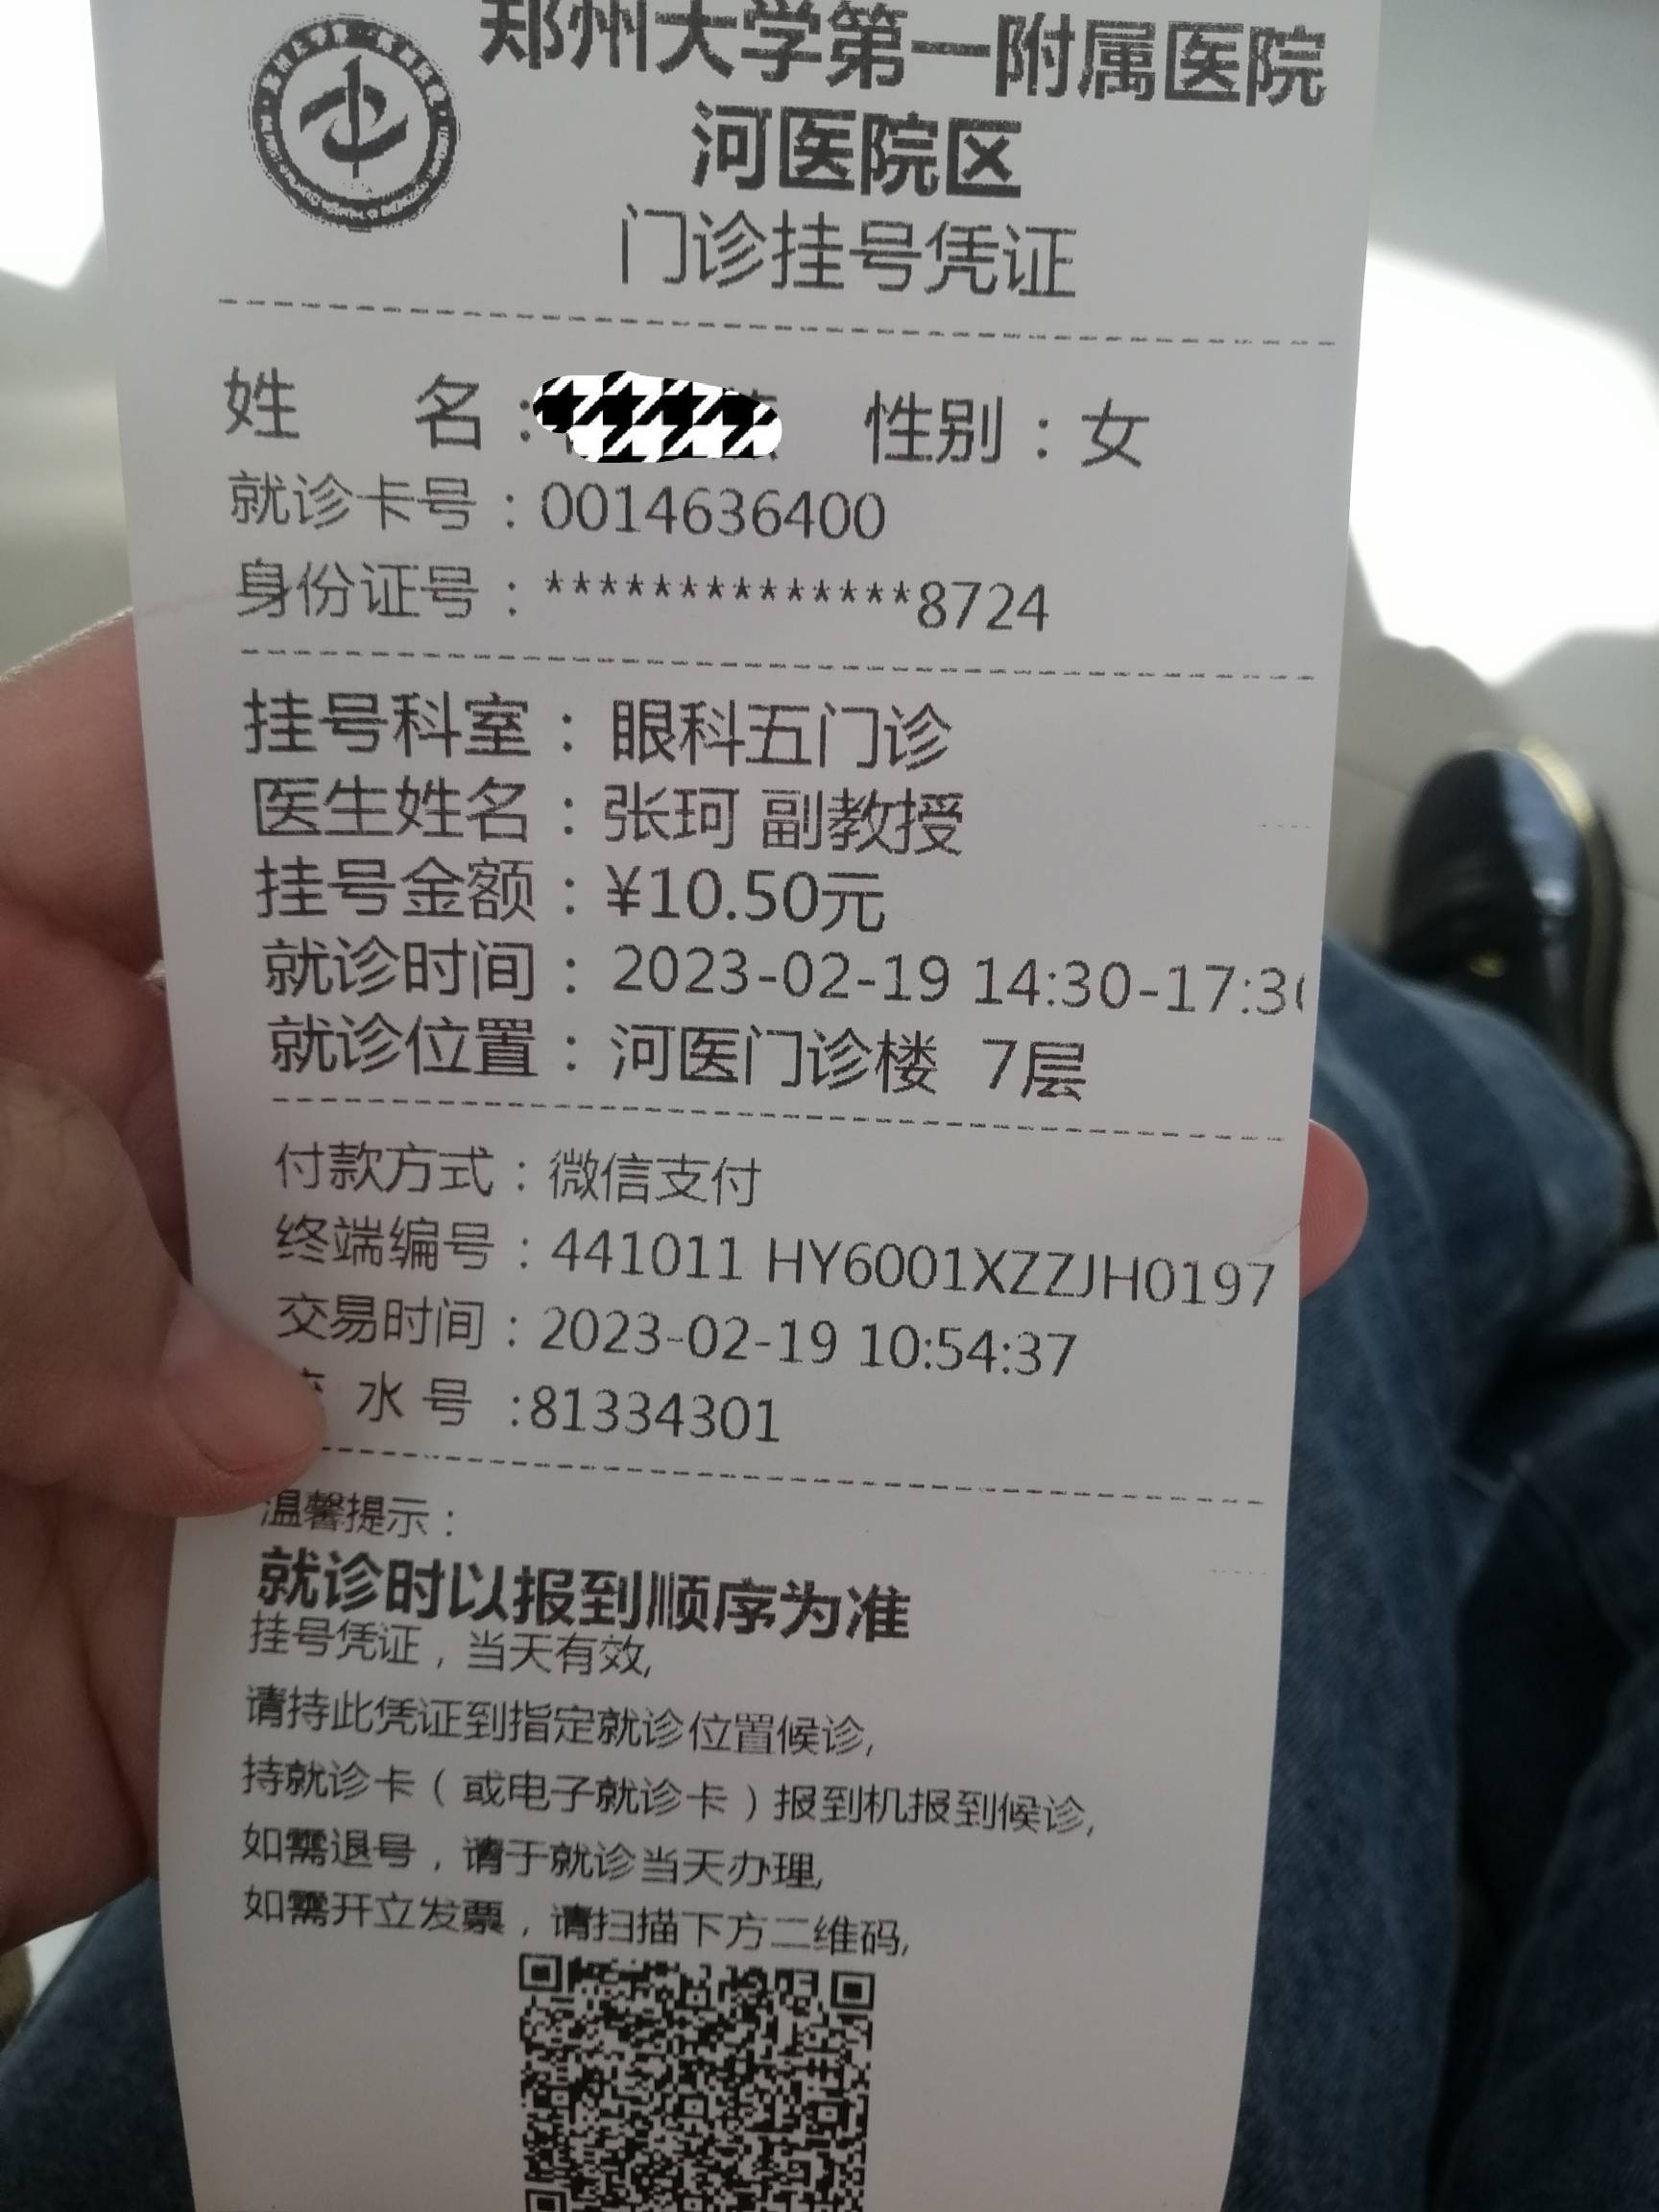 郑州大学第一附属医院
河医院区
门诊挂号凭证
姓 名： 性别：女
就诊卡号：0014636400
身份证号：**************8724
挂号科室：眼科五门诊
医生姓名：张珂 副教授
挂号金额：¥10.50元
就诊时间：2023-02-19 14:30-17:3
就诊位置：河医门诊楼 7层
付款方式：微信支付
终端编号：441011 HY6001XZZJH0197
交易时间：2023-02-19 10:54:37
水 号 :81334301
温馨提示：
就诊时以报到顺序为准
挂号凭证，当天有效,
请持此凭证到指定就诊位置候诊,
持就诊卡（或电子就诊卡）报到机报到候诊,
如需退号，请于就诊当天办理,
如需开立发票，请扫描下方二维码,